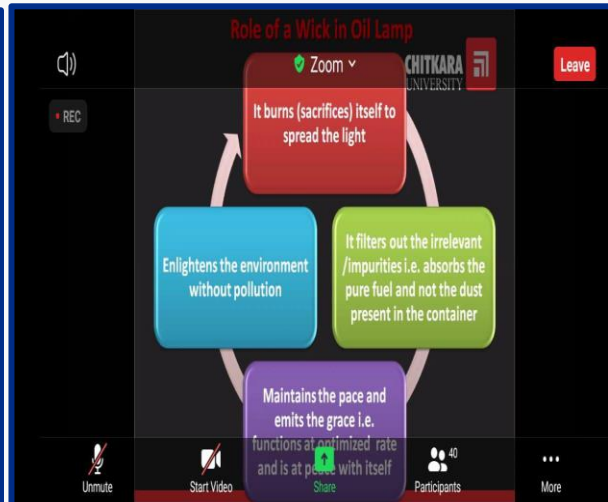 Role of a Wick in Oil Lamp
Zoom
CHITKARA
UNIVERSITY
Leave
REC
It burns (sacrifices) itself to
spread the light
It filters out the irrelevant
/impurities i.e. absorbs the
pure fuel and not the dust
present in the container
Maintains the pace and
emits the grace i.e.
functions at optimized rate
and is at peace with itself
Enlightens the environment
without pollution
Unmute
Start Video
Share
40
Participants
More